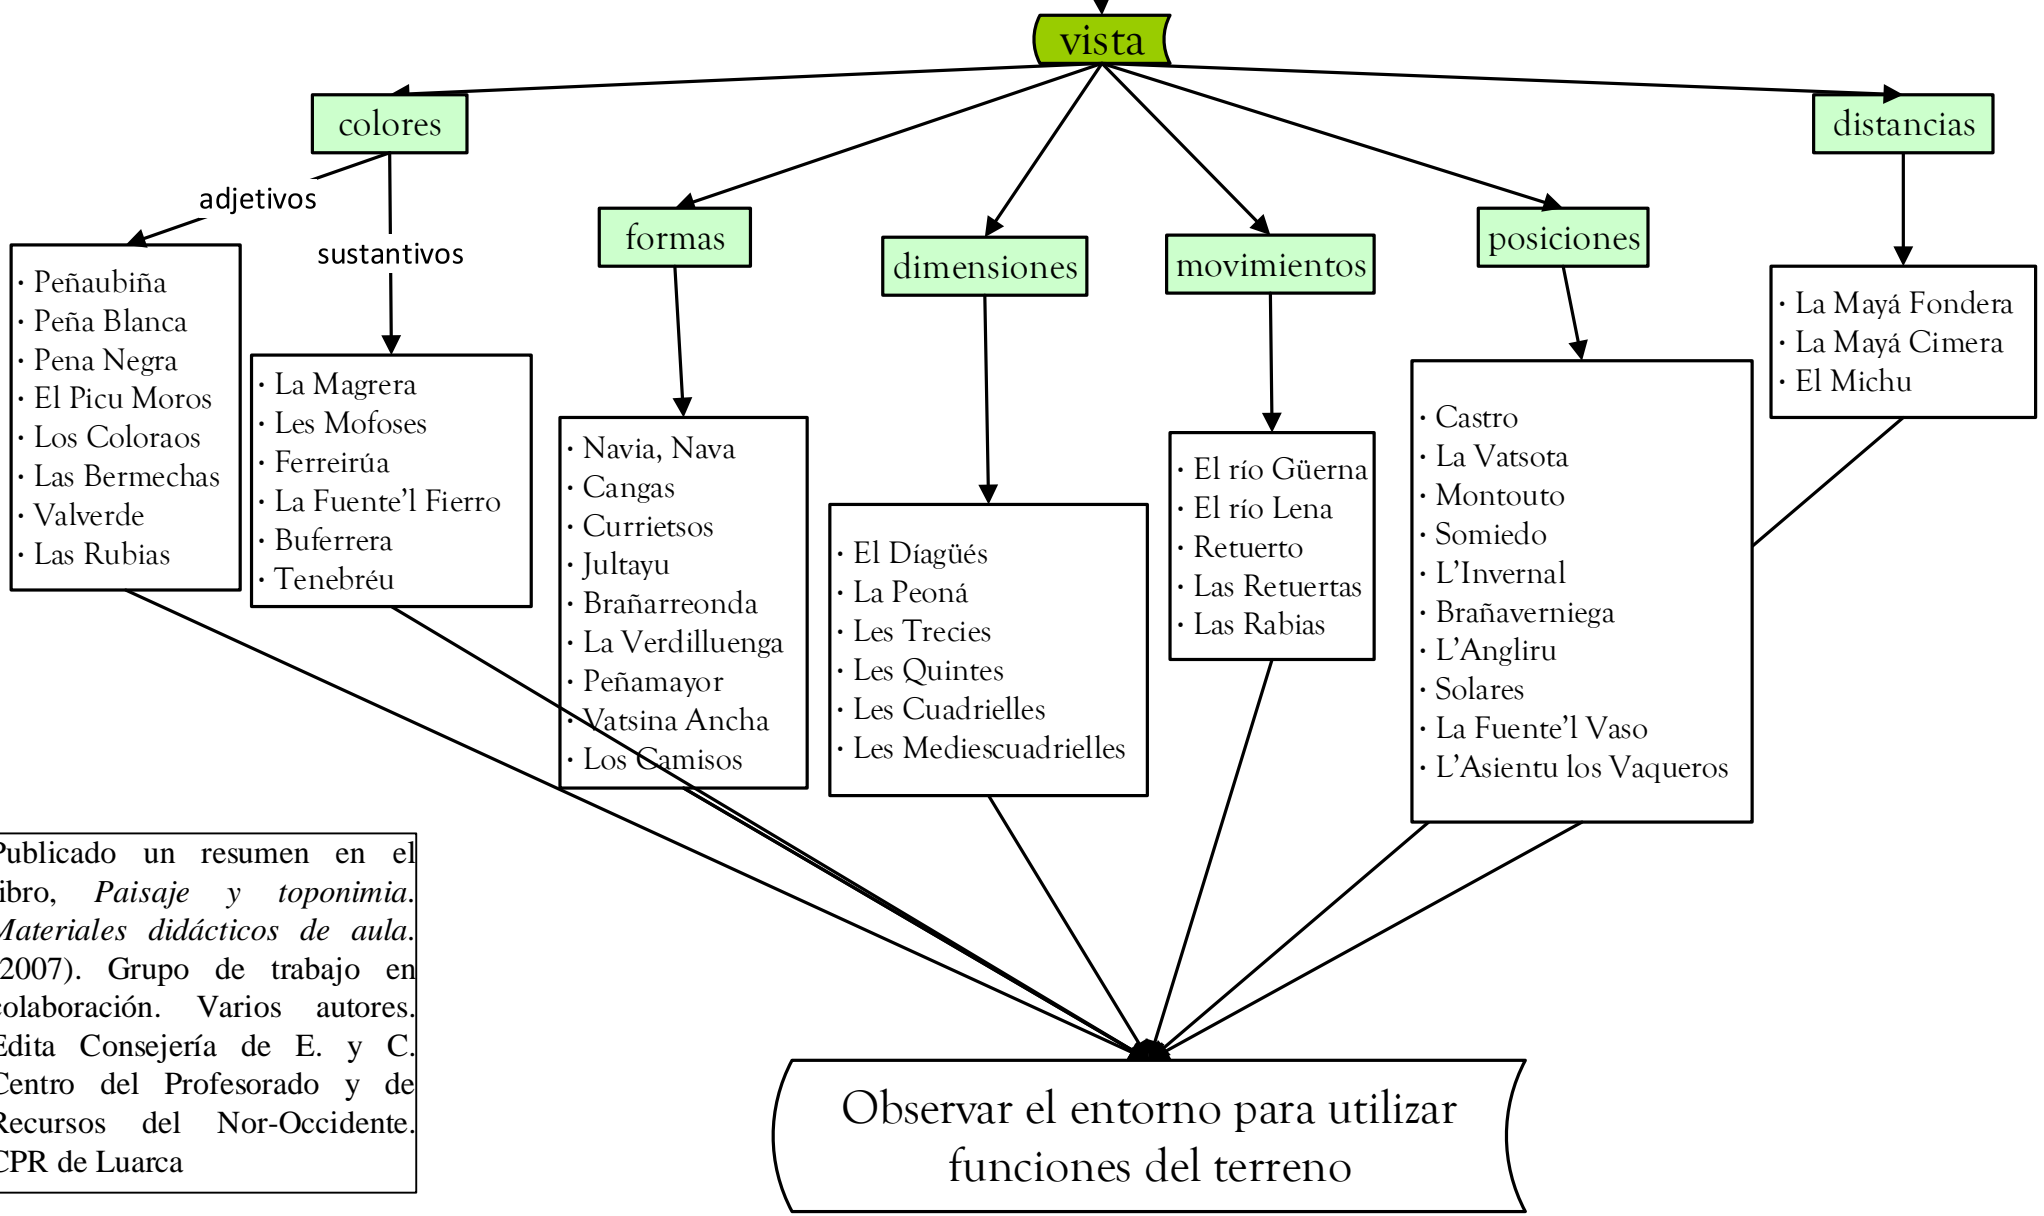 vista
colores
distancias
adjetivos
sustantivos
formas
dimensiones
movimientos
posiciones
· Peñaubiña
· Peña Blanca
· Pena Negra
· El Picu Moros
· Los Coloraos
· Las Bermechas
· Valverde
· Las Rubias
· La Magrera
· Les Mofoses
· Ferreirúa
· La Fuente’l Fierro
· Buferrera
· Tenebréu
· Navia, Nava
· Cangas
· Currietsos
· Jultayu
· Brañarreonda
· La Verdilluenga
· Peñamayor
· Vatsina Ancha
· Los Camisos
· El Díagüés
· La Peoná
· Les Trecies
· Les Quintes
· Les Cuadrielles
· Les Mediescuadrielles
· El río Güerna
· El río Lena
· Retuerto
· Las Retuertas
· Las Rabias
· Castro
· La Vatsota
· Montouto
· Somiedo
· L’Invernal
· Brañaverniega
· L’Angliru
· Solares
· La Fuente’l Vaso
· L’Asientu los Vaqueros
· La Mayá Fondera
· La Mayá Cimera
· El Michu
Publicado un resumen en el
libro, Paisaje y toponimia.
Materiales didácticos de aula.
2007). Grupo de trabajo en
colaboración. Varios autores.
Edita Consejería de E. y C.
Centro del Profesorado y de
Recursos del Nor-Occidente.
CPR de Luarca
Observar el entorno para utilizar
funciones del terreno